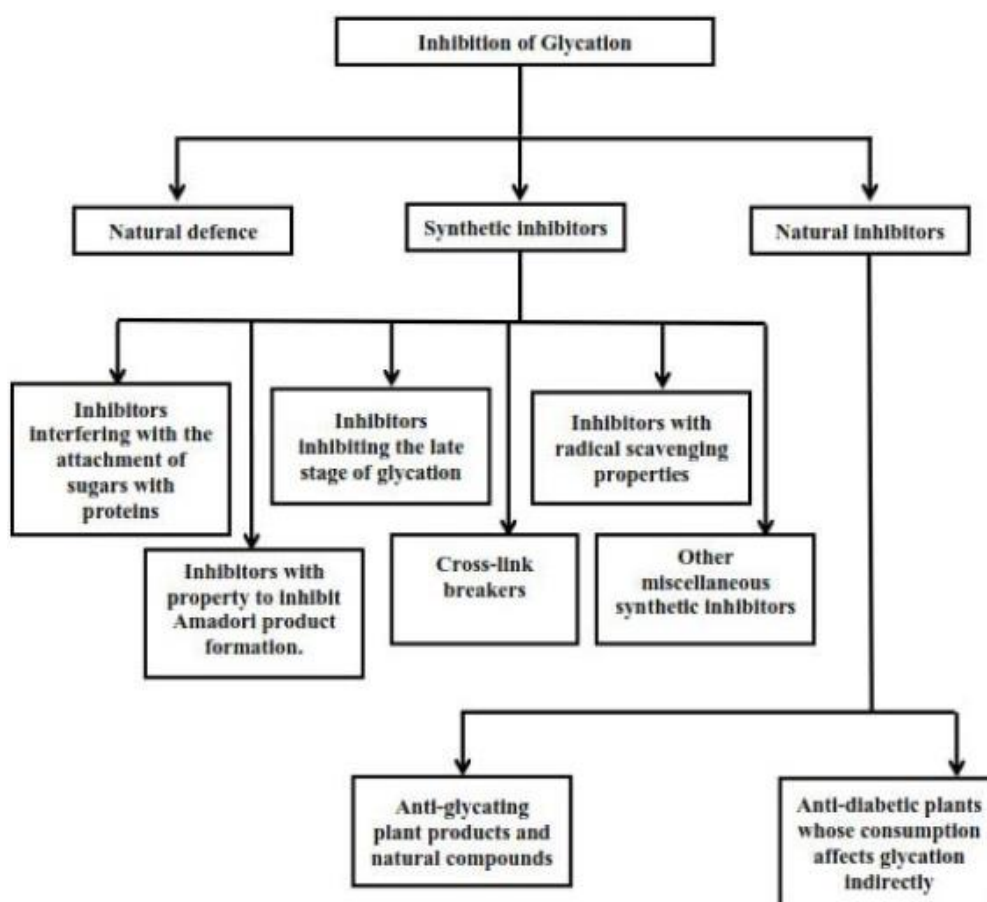 Inhibition of Glycation
Natural defence
Synthetic inhibitors
Natural inhibitors
Inhibitors
interfering with the
attachment of
sugars with
proteins
Inhibitors
inhibiting the late
stage of glycation
Inhibitors with
radical scavenging
properties
Inhibitors with
property to inhibit
Amadori product
formation.
Cross-link
breakers
Other
miscellaneous
synthetic inhibitors
Anti-glycating
plant products and
natural compounds
Anti-diabetic plants
whose consumption
affects glycation
indirectly